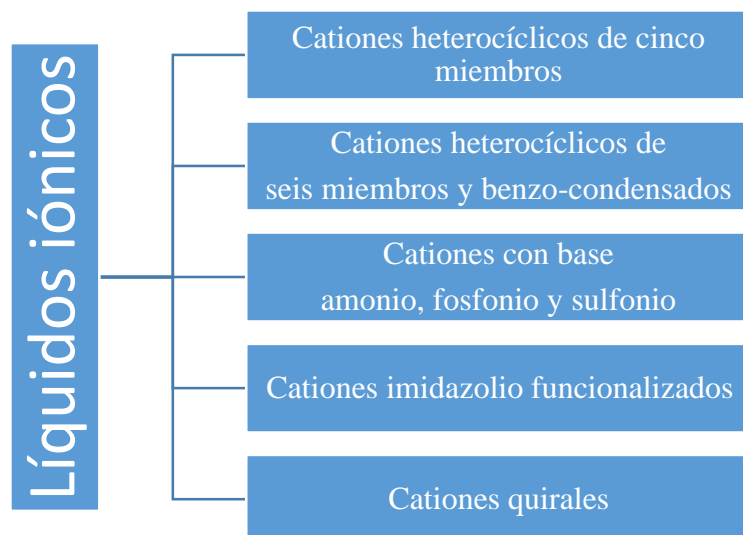 Líquidos iónicos
Cationes heterocíclicos de cinco
miembros
Cationes heterocíclicos de
seis miembros y benzo-condensados
Cationes con base
amonio, fosfonio y sulfonio
Cationes imidazolio funcionalizados
Cationes quirales